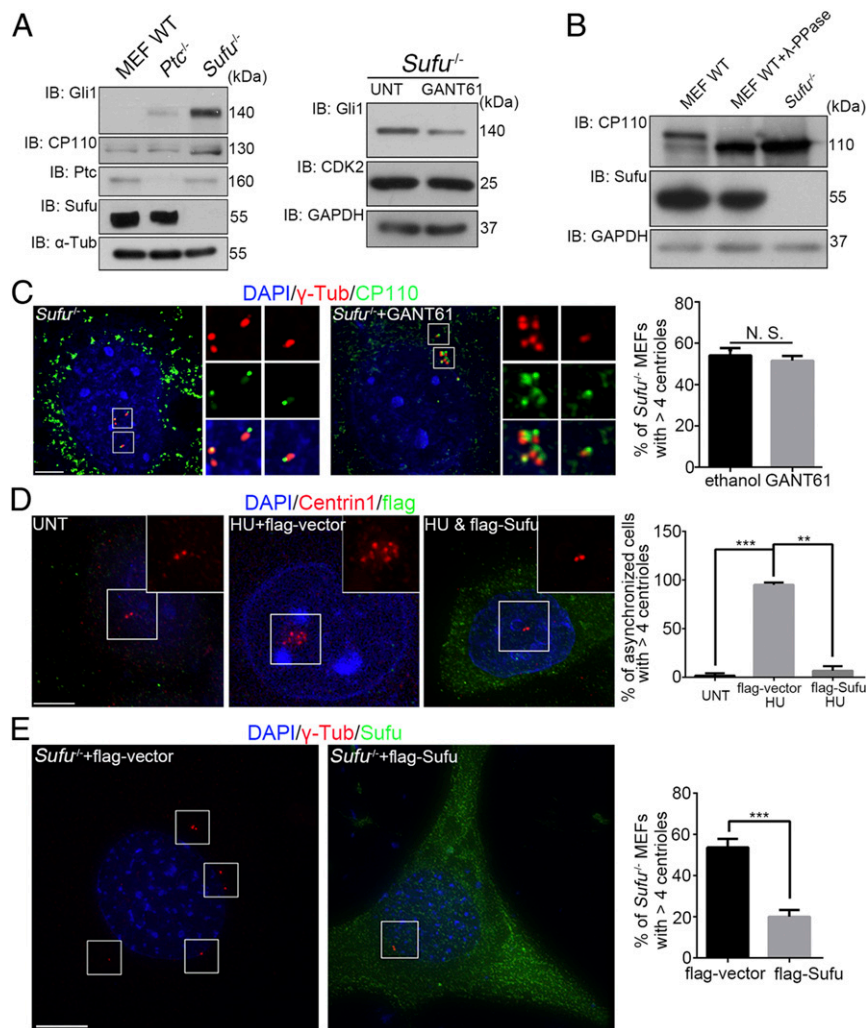 A
MEF WT
Ptc-/-
Sufu-/-
(kDa)
IB: Gli1
140
IB: CP110
130
IB: Ptc
160
IB: Sufu
55
IB: α-Tub
55
Sufu-/-
UNT GANT61 (kDa)
IB: Gli1
140
IB: CDK2
25
IB: GAPDH
37
B
MEF WT
MEF WT+λ-PPase
Sufu-/-
(kDa)
IB: CP110
110
IB: Sufu
55
IB: GAPDH
37
C
DAPI/γ-Tub/CP110
Sufu-/-
Sufu-/-+GANT61
% of Sufu-/- MEFs
with > 4 centrioles
80
60
40
20
0
N. S.
ethanol GANT61
D
DAPI/Centrin1/flag
UNT
HU+flag-vector
HU & flag-Sufu
% of asynchronized cells
with > 4 centrioles
150
100
50
0
***
**
UNT
flag-vector
HU
flag-Sufu
HU
E
DAPI/γ-Tub/Sufu
Sufu-/-+flag-vector
Sufu-/-+flag-Sufu
% of Sufu-/- MEFs
with > 4 centrioles
80
60
40
20
0
***
flag-vector flag-Sufu